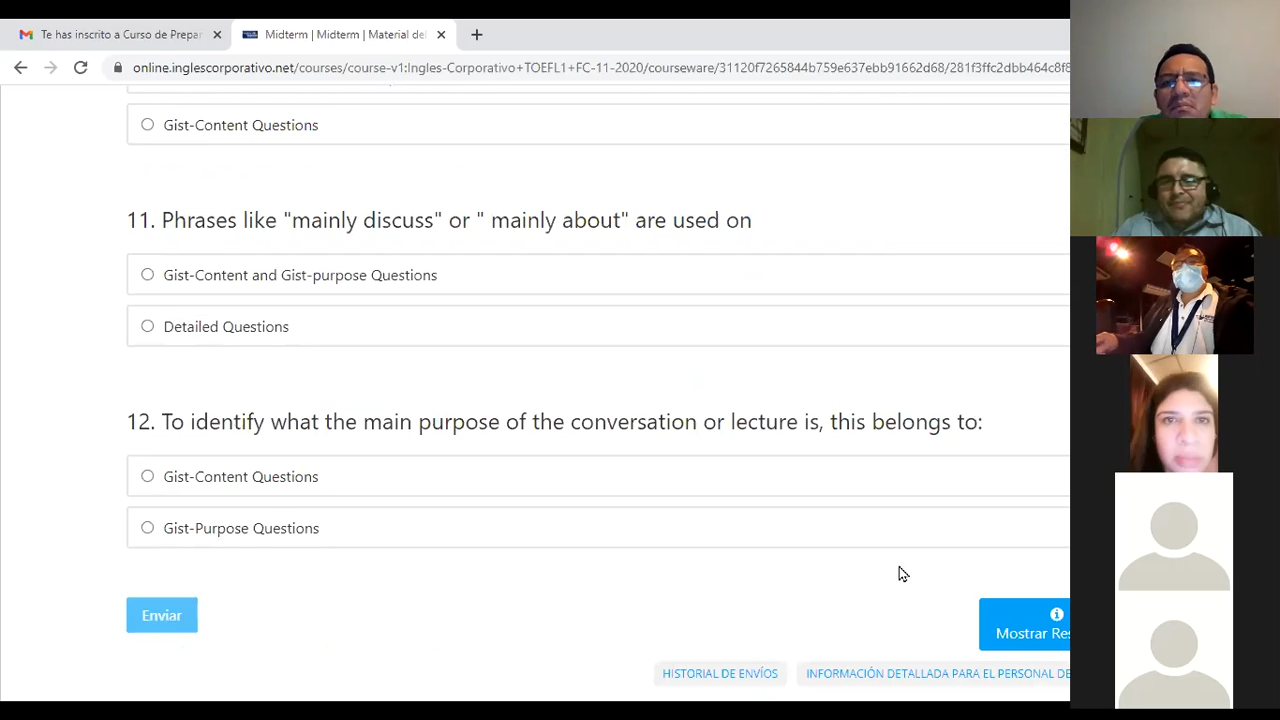 Te has inscrito a Curso de Prepar
Midterm | Midterm | Material del
online.inglescorporativo.net/courses/course-v1:Ingles-Corporativo+TOEFL1+FC-11-2020/courseware/31120f7265844b759e637ebb91662d68/281f3ffc2dbb464c8f8
Gist-Content Questions
11. Phrases like "mainly discuss" or " mainly about" are used on
Gist-Content and Gist-purpose Questions
Detailed Questions
12. To identify what the main purpose of the conversation or lecture is, this belongs to:
Gist-Content Questions
Gist-Purpose Questions
Enviar
Mostrar Res
HISTORIAL DE ENVÍOS
INFORMACIÓN DETALLADA PARA EL PERSONAL DE